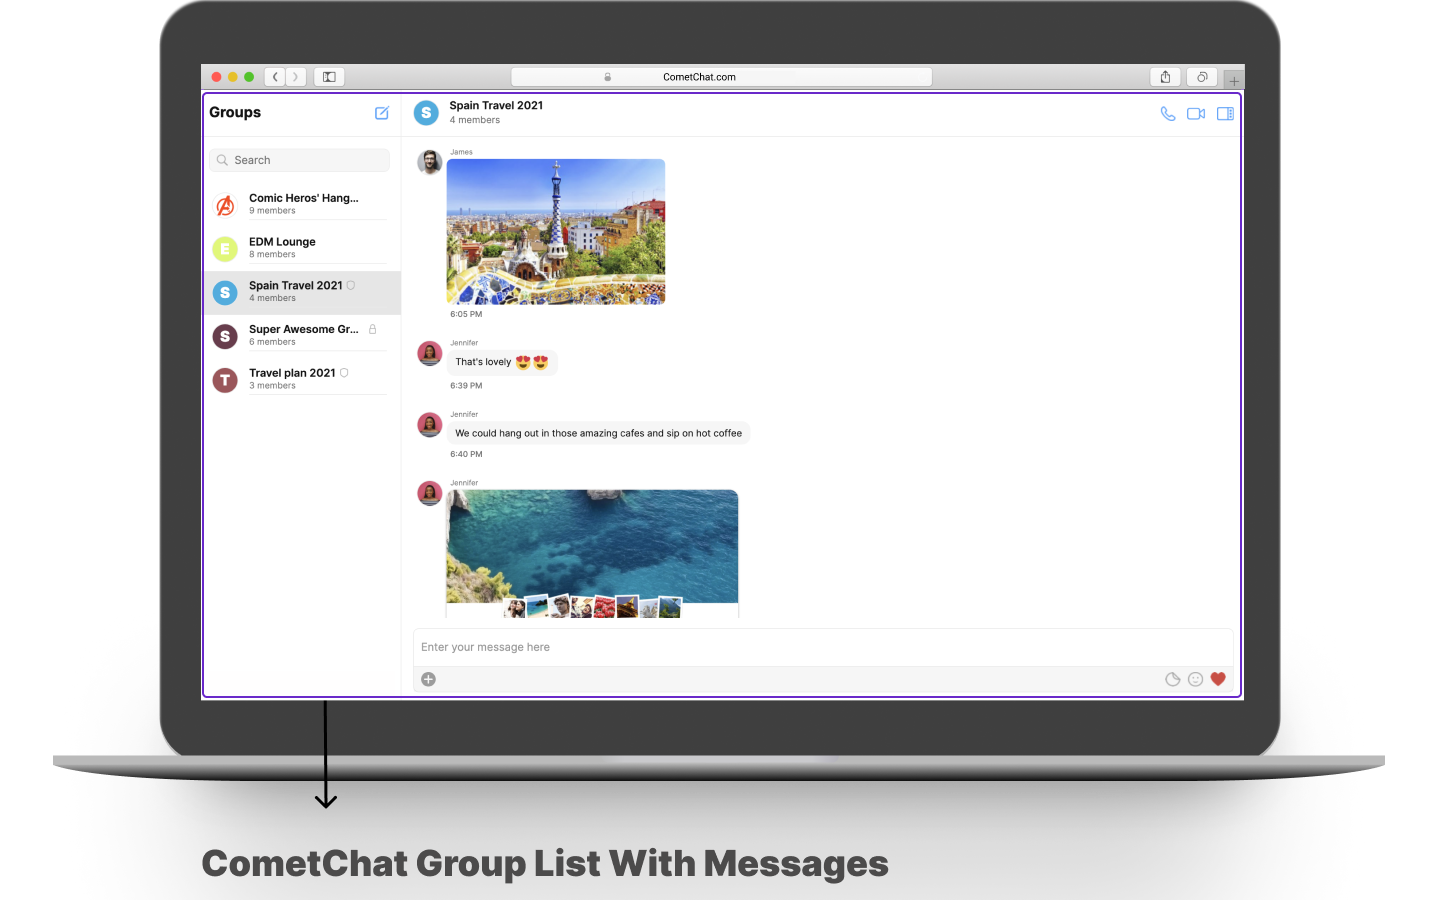 CometChat.com
Groups
Search
Comic Heros' Hang...
9 members
E
EDM Lounge
8 members
S
Spain Travel 2021
4 members
S
Super Awesome Gr...
6 members
T
Travel plan 2021
3 members
S
Spain Travel 2021
4 members
James
6:05 PM
Jennifer
That's lovely 😍😍
6:39 PM
Jennifer
We could hang out in those amazing cafes and sip on hot coffee
6:40 PM
Jennifer
Enter your message here
CometChat Group List With Messages